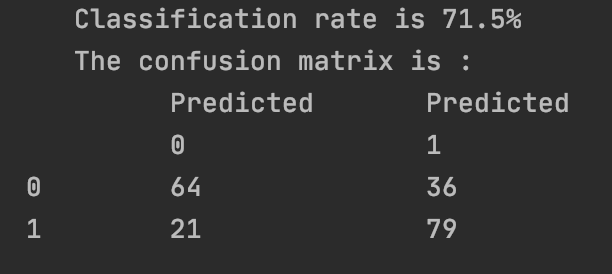 Classification rate is 71.5%
The confusion matrix is :
Predicted Predicted
0 1
0 64 36
1 21 79